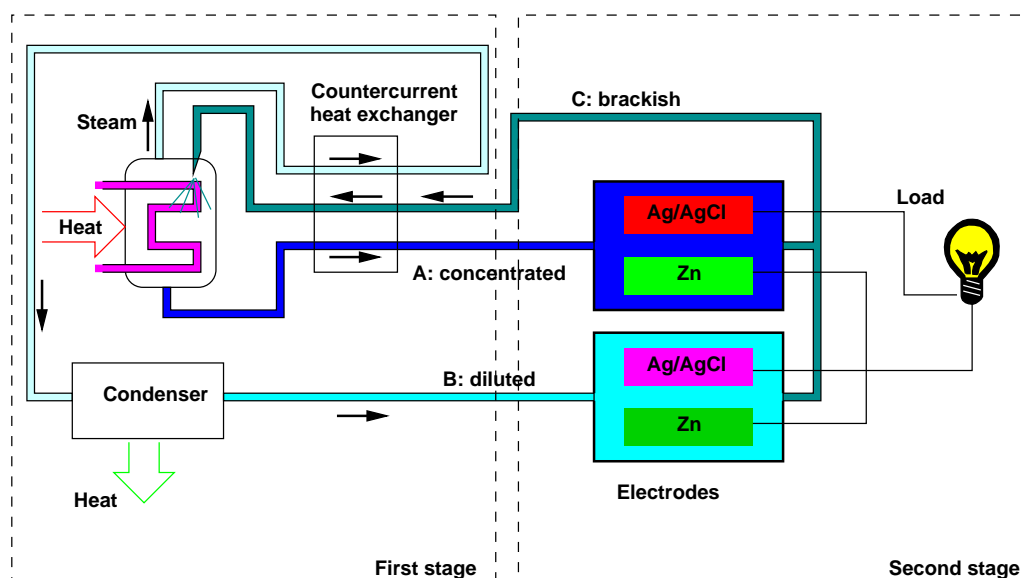 Countercurrent
heat exchanger
C: brackish
Steam
Heat
Ag/AgCl
Load
A: concentrated
Zn
Condenser
B: diluted
Ag/AgCl
Zn
Heat
Electrodes
First stage
Second stage